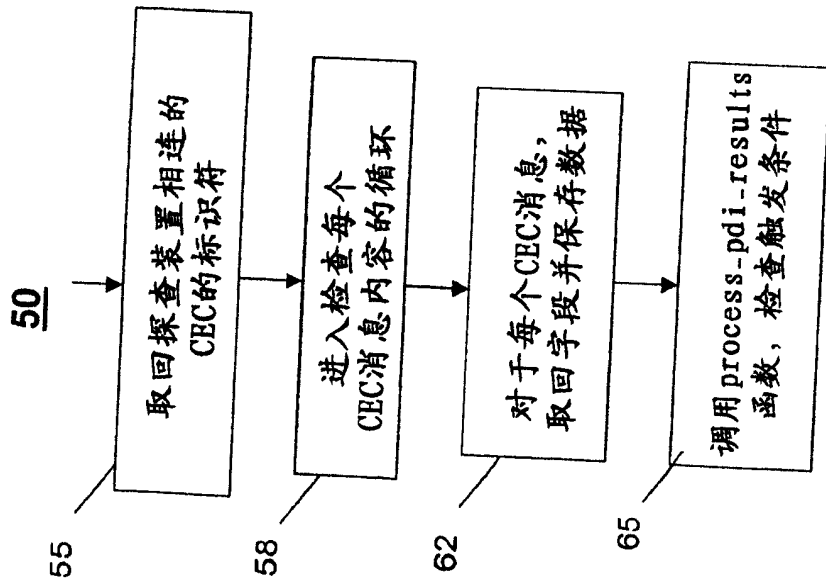 50
55
取回探查装置相连的
CEC的标识符
58
进入检查每个
CEC消息内容的循环
62
对于每个CEC消息，
取回字段并保存数据
65
调用process-pdi-results
函数，检查触发条件